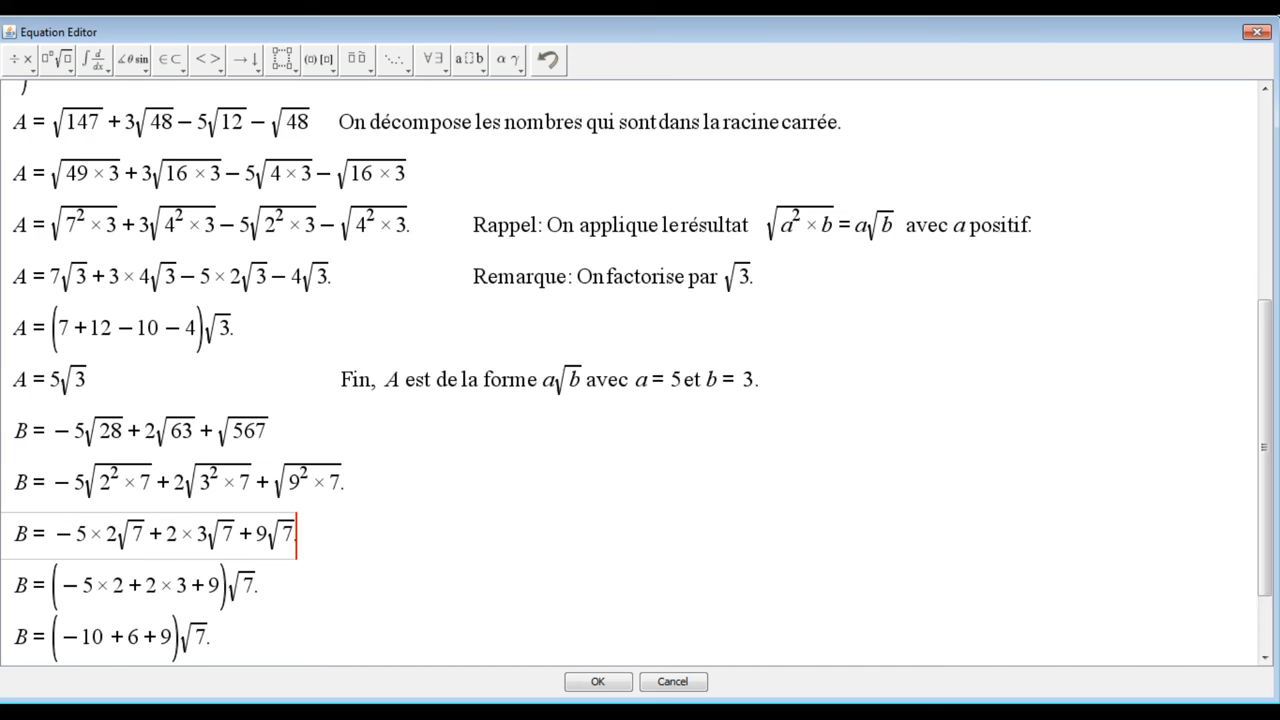 Equation Editor
÷ × √ ∫ d/dx ∡θ sin ∈ ⊂ < > → ↓ (▫) [▫] ∀ ∃ a b α γ
A = √147 + 3√48 − 5√12 − √48 On décompose les nombres qui sont dans la racine carrée.
A = √(49 × 3) + 3√(16 × 3) − 5√(4 × 3) − √(16 × 3)
A = √(7² × 3) + 3√(4² × 3) − 5√(2² × 3) − √(4² × 3). Rappel: On applique le résultat √(a² × b) = a√b avec a positif.
A = 7√3 + 3 × 4√3 − 5 × 2√3 − 4√3. Remarque: On factorise par √3.
A = (7 + 12 − 10 − 4)√3.
A = 5√3 Fin, A est de la forme a√b avec a = 5 et b = 3.
B = − 5√28 + 2√63 + √567
B = − 5√(2² × 7) + 2√(3² × 7) + √(9² × 7).
B = − 5 × 2√7 + 2 × 3√7 + 9√7.
B = (− 5 × 2 + 2 × 3 + 9)√7.
B = (− 10 + 6 + 9)√7.
OK Cancel